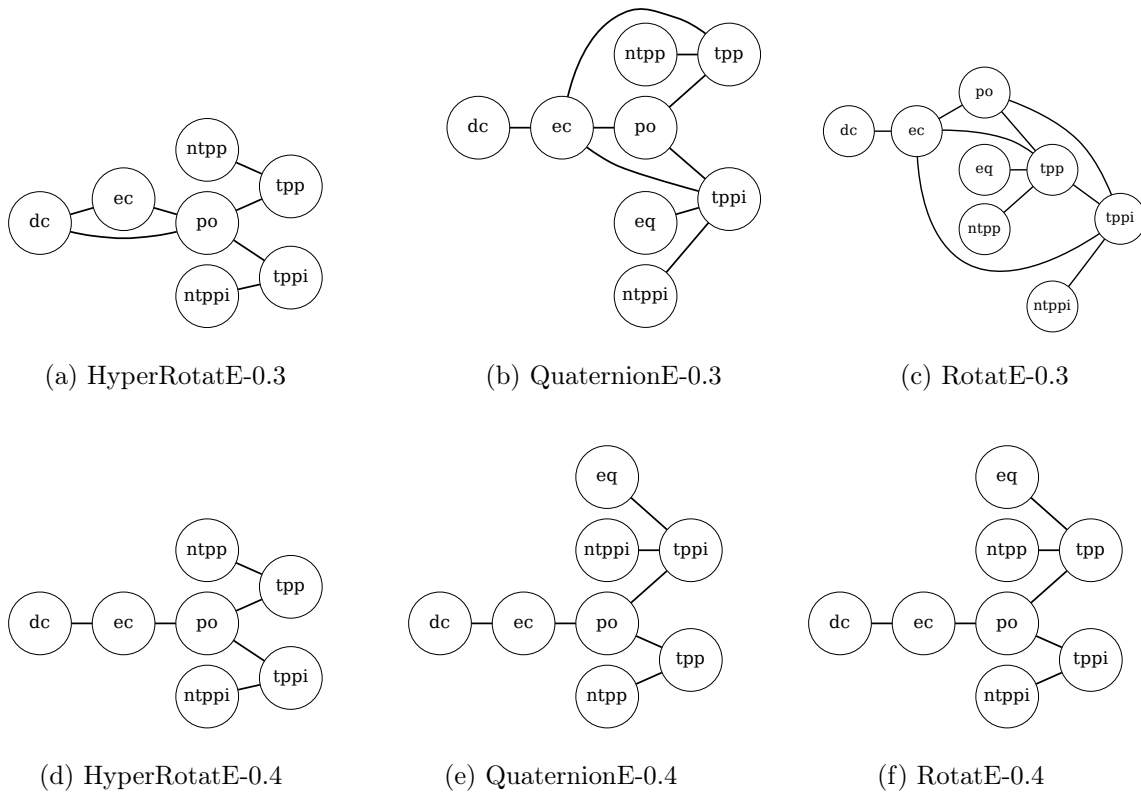 ntpp
tpp
ec
dc
po
ntppi
tppi
(a) HyperRotatE-0.3
ntpp
tpp
dc
ec
po
tppi
eq
ntppi
(b) QuaternionE-0.3
po
dc
ec
eq
tpp
ntpp
tppi
ntppi
(c) RotatE-0.3
ntpp
tpp
dc
ec
po
ntppi
tppi
(d) HyperRotatE-0.4
eq
ntppi
tppi
dc
ec
po
tpp
ntpp
(e) QuaternionE-0.4
eq
ntpp
tpp
dc
ec
po
tppi
ntppi
(f) RotatE-0.4